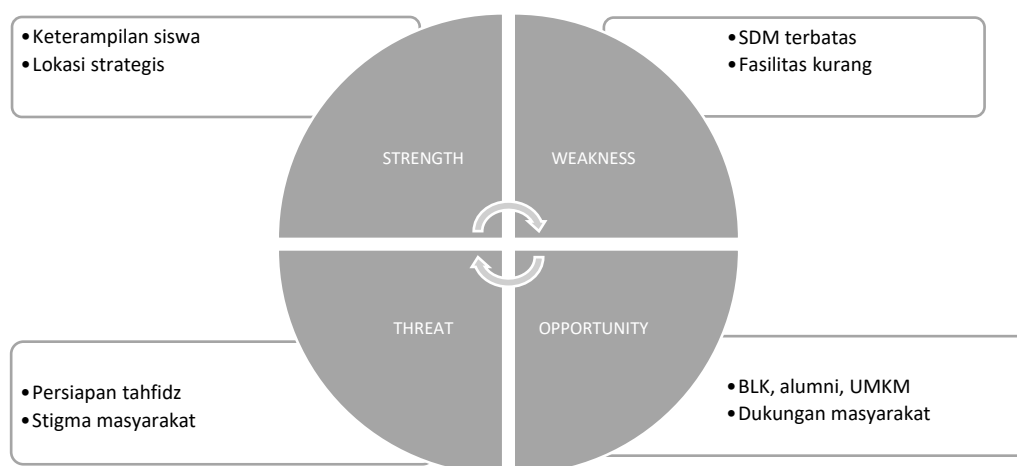 •Keterampilan siswa
•Lokasi strategis
•SDM terbatas
•Fasilitas kurang
STRENGTH
WEAKNESS
THREAT
OPPORTUNITY
•Persiapan tahfidz
•Stigma masyarakat
•BLK, alumni, UMKM
•Dukungan masyarakat